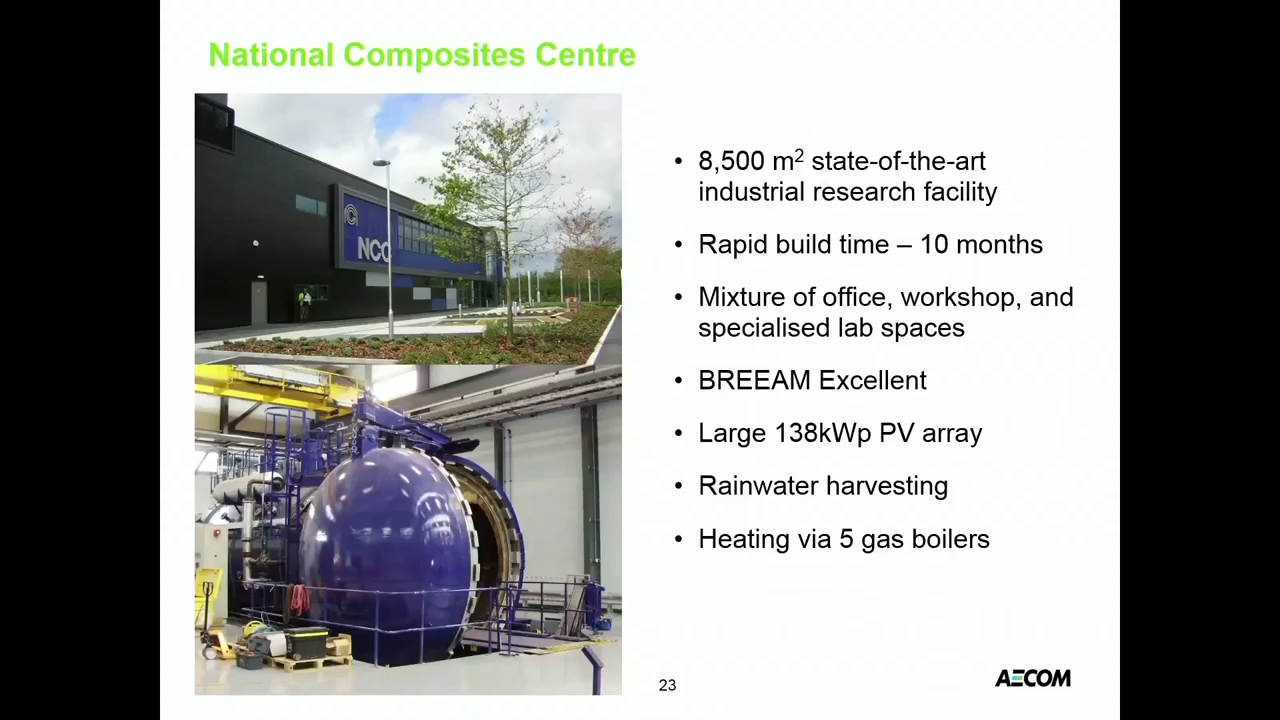 National Composites Centre
NCC
• 8,500 m² state-of-the-art
industrial research facility
• Rapid build time – 10 months
• Mixture of office, workshop, and
specialised lab spaces
• BREEAM Excellent
• Large 138kWp PV array
• Rainwater harvesting
• Heating via 5 gas boilers
23
AECOM